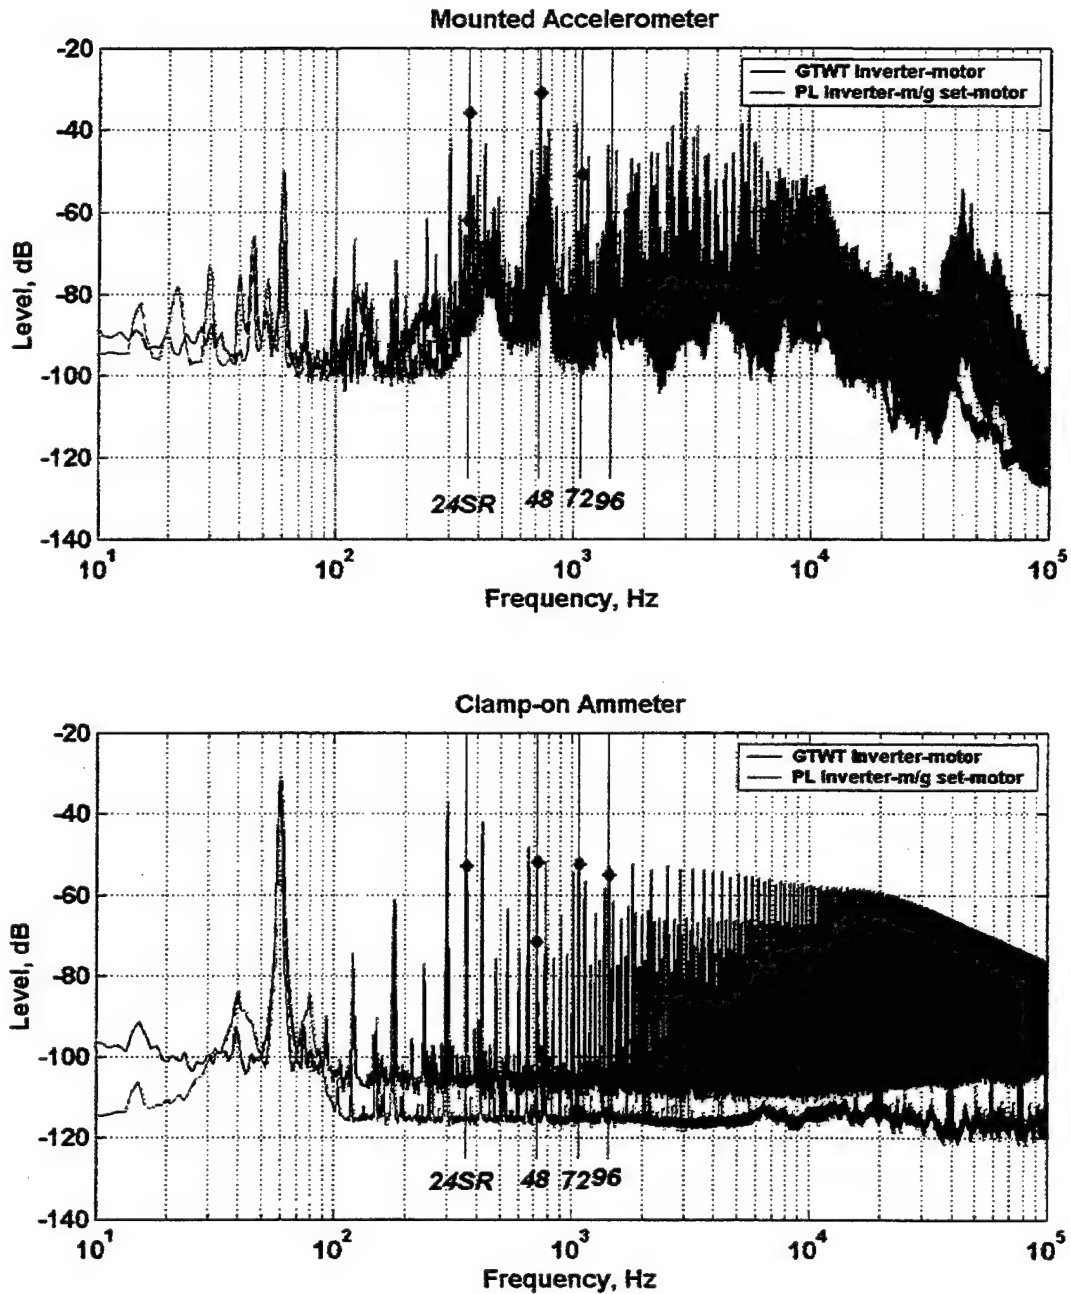 Mounted Accelerometer
-20
GTWT Inverter-motor
PL Inverter-m/g set-motor
-40
-60
-80
Level, dB
-100
-120
24SR 48 72 96
-140
10^1 10^2 10^3 10^4 10^5
Frequency, Hz
Clamp-on Ammeter
-20
GTWT Inverter-motor
PL Inverter-m/g set-motor
-40
-60
-80
Level, dB
-100
-120
24SR 48 72 96
-140
10^1 10^2 10^3 10^4 10^5
Frequency, Hz